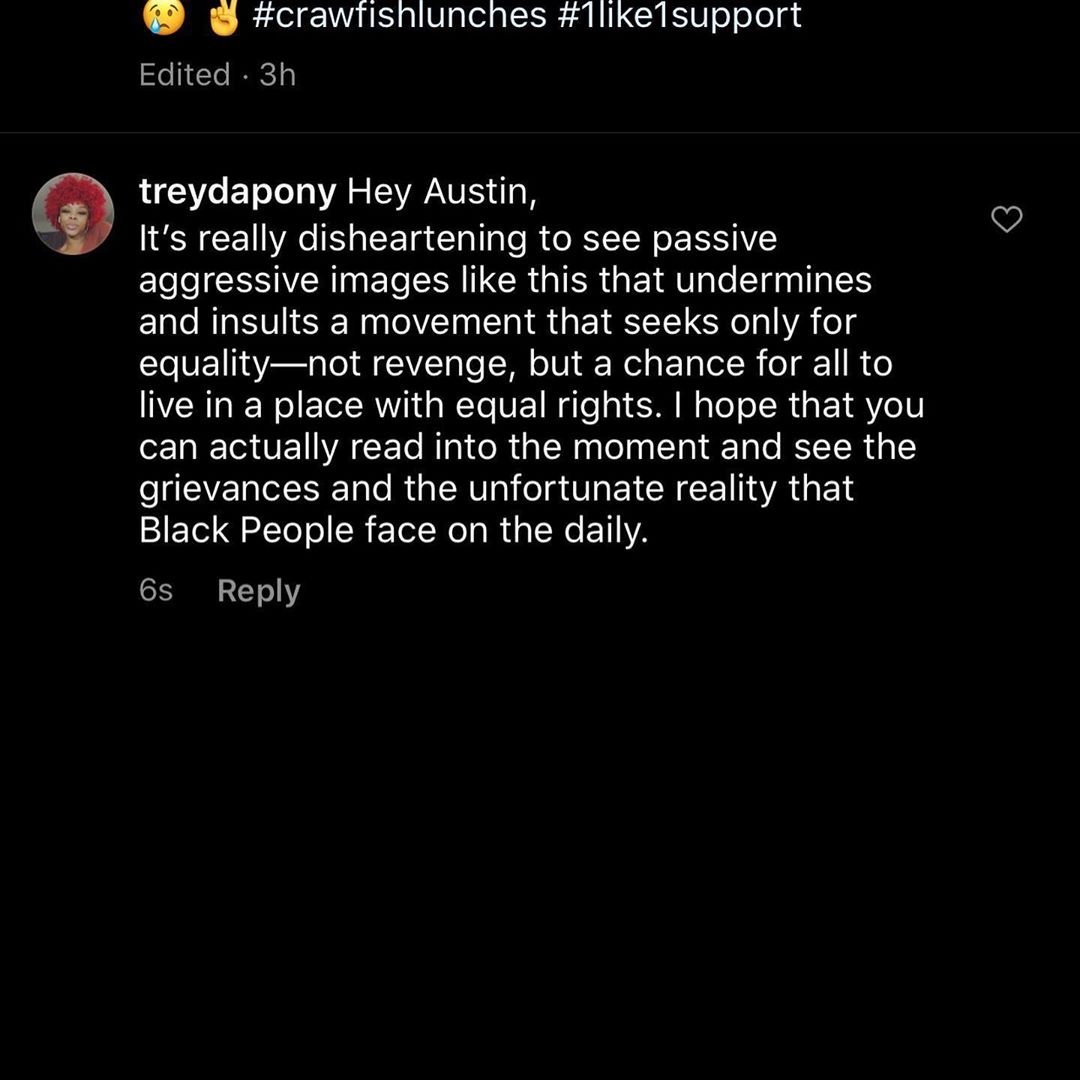 😢 ✌️ #crawfishlunches #1like1support
Edited · 3h
treydapony Hey Austin,
It’s really disheartening to see passive
aggressive images like this that undermines
and insults a movement that seeks only for
equality—not revenge, but a chance for all to
live in a place with equal rights. I hope that you
can actually read into the moment and see the
grievances and the unfortunate reality that
Black People face on the daily.
6s Reply